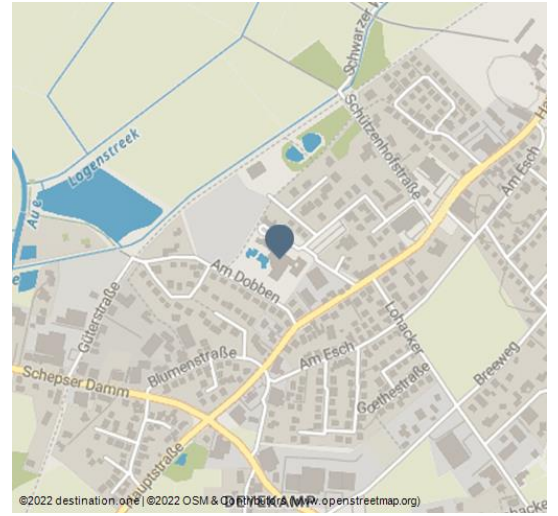 Schwarzer
Schützenhofstraße
Am Esch
Logenstreek
Aue
Am Dobben
Güterstraße
Lohacker
Am Esch
Blumenstraße
Breeweg
Goethestraße
Schepser Damm
Hauptstraße
©2022 destination.one | ©2022 OSM & Contributors (www.openstreetmap.org)
Lohacker